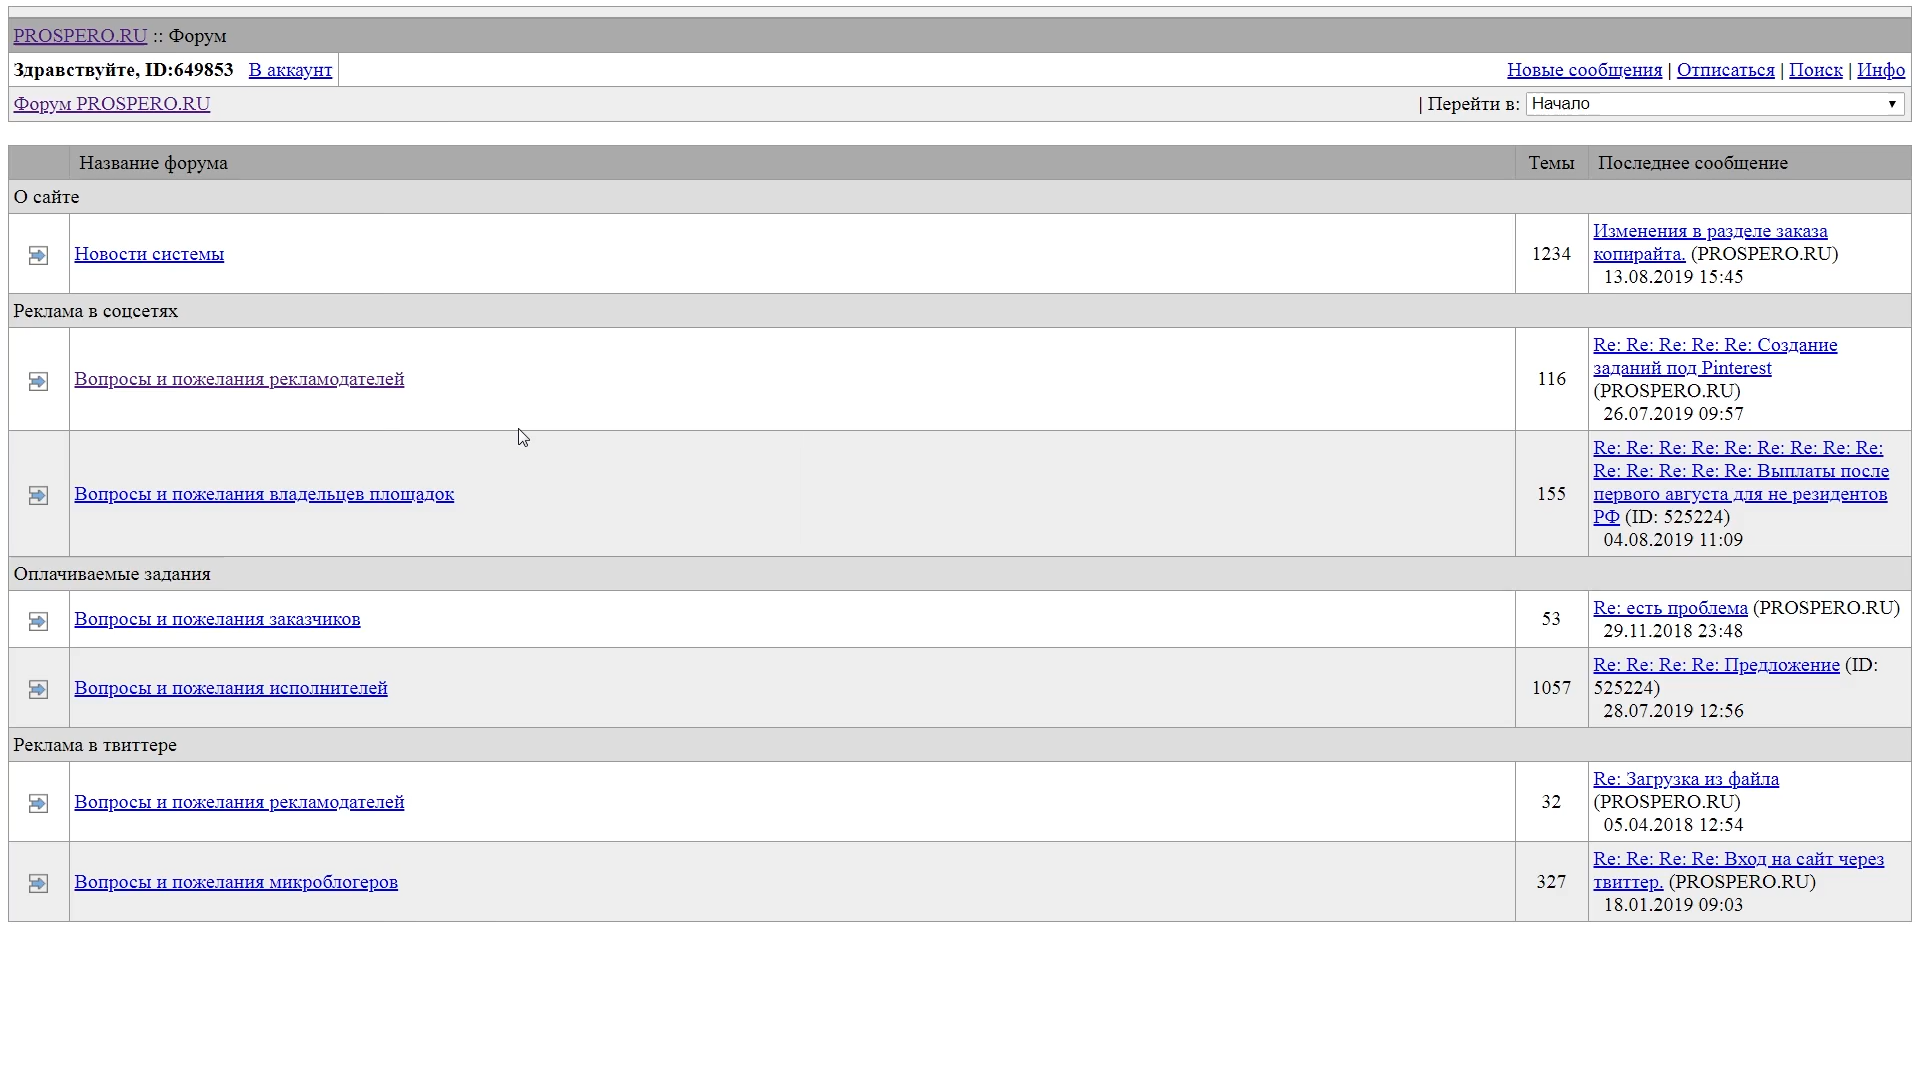 PROSPERO.RU :: Форум
Здравствуйте, ID:649853 В аккаунт
Новые сообщения | Отписаться | Поиск | Инфо
Форум PROSPERO.RU
| Перейти в: Начало
Название форума Темы Последнее сообщение
О сайте
Новости системы 1234
Изменения в разделе заказа
копирайта. (PROSPERO.RU)
13.08.2019 15:45
Реклама в соцсетях
Вопросы и пожелания рекламодателей 116
Re: Re: Re: Re: Re: Создание
заданий под Pinterest
(PROSPERO.RU)
26.07.2019 09:57
Вопросы и пожелания владельцев площадок 155
Re: Re: Re: Re: Re: Re: Re: Re: Re:
Re: Re: Re: Re: Re: Выплаты после
первого августа для не резидентов
РФ (ID: 525224)
04.08.2019 11:09
Оплачиваемые задания
Вопросы и пожелания заказчиков 53
Re: есть проблема (PROSPERO.RU)
29.11.2018 23:48
Вопросы и пожелания исполнителей 1057
Re: Re: Re: Re: Предложение (ID:
525224)
28.07.2019 12:56
Реклама в твиттере
Вопросы и пожелания рекламодателей 32
Re: Загрузка из файла
(PROSPERO.RU)
05.04.2018 12:54
Вопросы и пожелания микроблогеров 327
Re: Re: Re: Re: Вход на сайт через
твиттер. (PROSPERO.RU)
18.01.2019 09:03